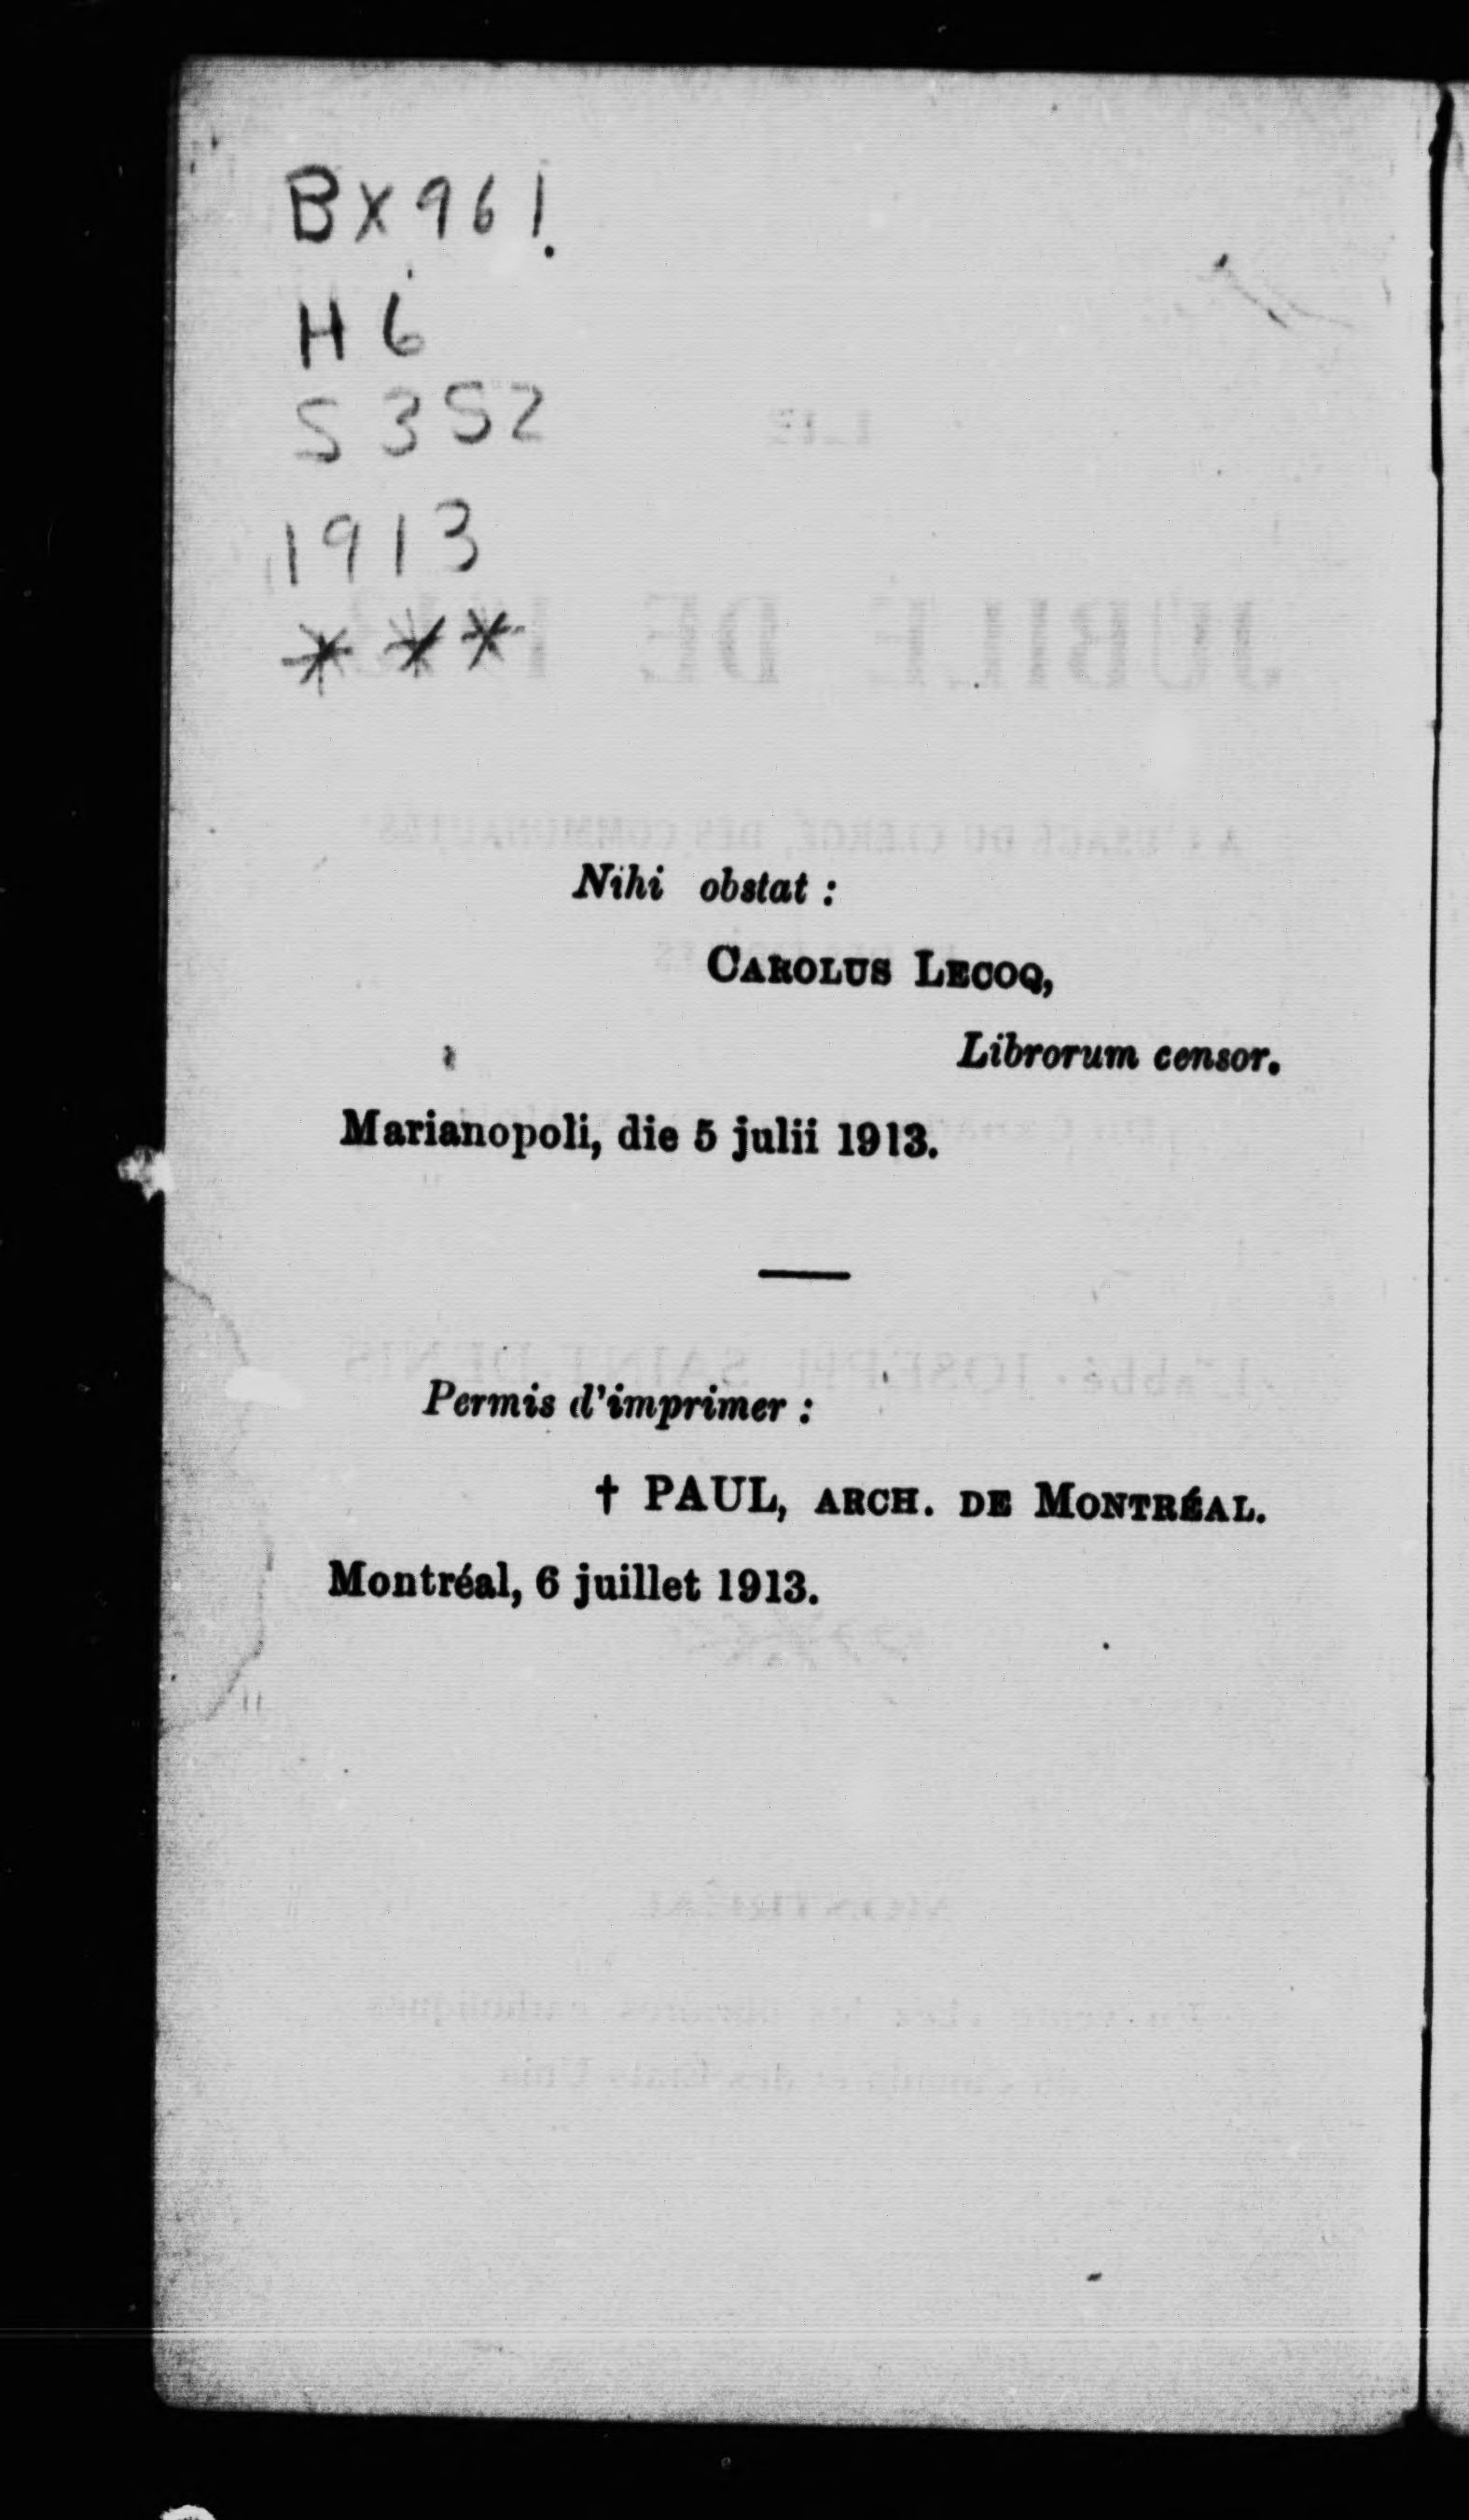 BX961.
H6
S352
1913
***
Nihi obstat :
CAROLUS LECOQ,
Librorum censor.
Marianopoli, die 5 julii 1913.
Permis d'imprimer :
† PAUL, ARCH. DE MONTRÉAL.
Montréal, 6 juillet 1913.